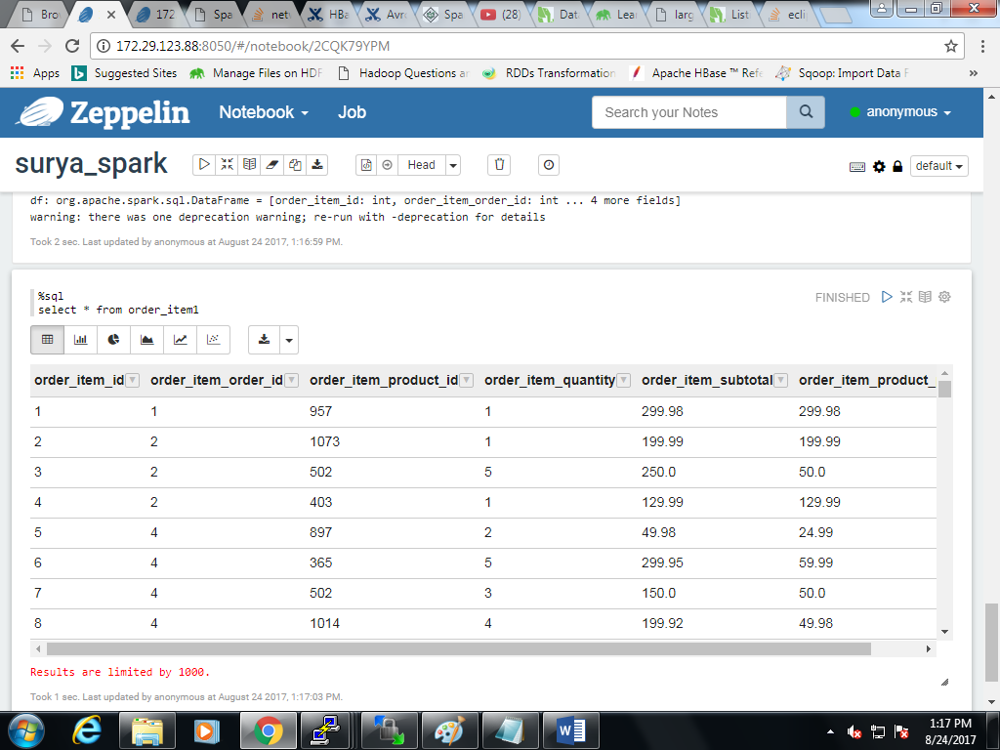 Bro
172
Spa
net
HBa
Avr
Spa
(28)
Dat
Lea
larg
List
ecli
172.29.123.88:8050/#/notebook/2CQK79YPM
Apps
Suggested Sites
Manage Files on HDF
Hadoop Questions an
RDDs Transformation
Apache HBase ™ Refe
Sqoop: Import Data F
»
Zeppelin
Notebook
Job
Search your Notes
anonymous
surya_spark
Head
default
df: org.apache.spark.sql.DataFrame = [order_item_id: int, order_item_order_id: int ... 4 more fields]
warning: there was one deprecation warning; re-run with -deprecation for details
Took 2 sec. Last updated by anonymous at August 24 2017, 1:16:59 PM.
%sql
select * from order_item1
FINISHED
order_item_id order_item_order_id order_item_product_id order_item_quantity order_item_subtotal order_item_product_
1 1 957 1 299.98 299.98
2 2 1073 1 199.99 199.99
3 2 502 5 250.0 50.0
4 2 403 1 129.99 129.99
5 4 897 2 49.98 24.99
6 4 365 5 299.95 59.99
7 4 502 3 150.0 50.0
8 4 1014 4 199.92 49.98
Results are limited by 1000.
Took 1 sec. Last updated by anonymous at August 24 2017, 1:17:03 PM.
1:17 PM
8/24/2017